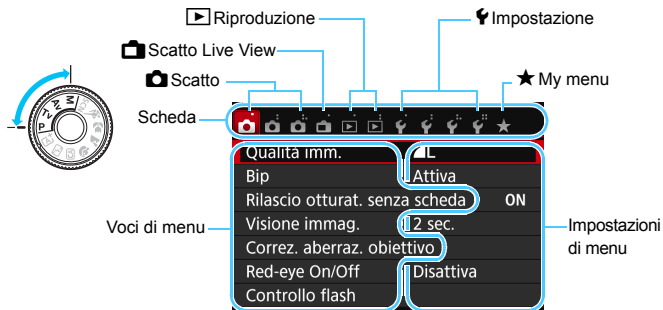 Riproduzione
Impostazione
Scatto Live View
Scatto
My menu
Scheda
Qualità imm.
L
Bip
Attiva
Rilascio otturat. senza scheda
ON
Visione immag.
2 sec.
Correz. aberraz. obiettivo
Red-eye On/Off
Disattiva
Controllo flash
Voci di menu
Impostazioni
di menu
M
Av
Tv
P